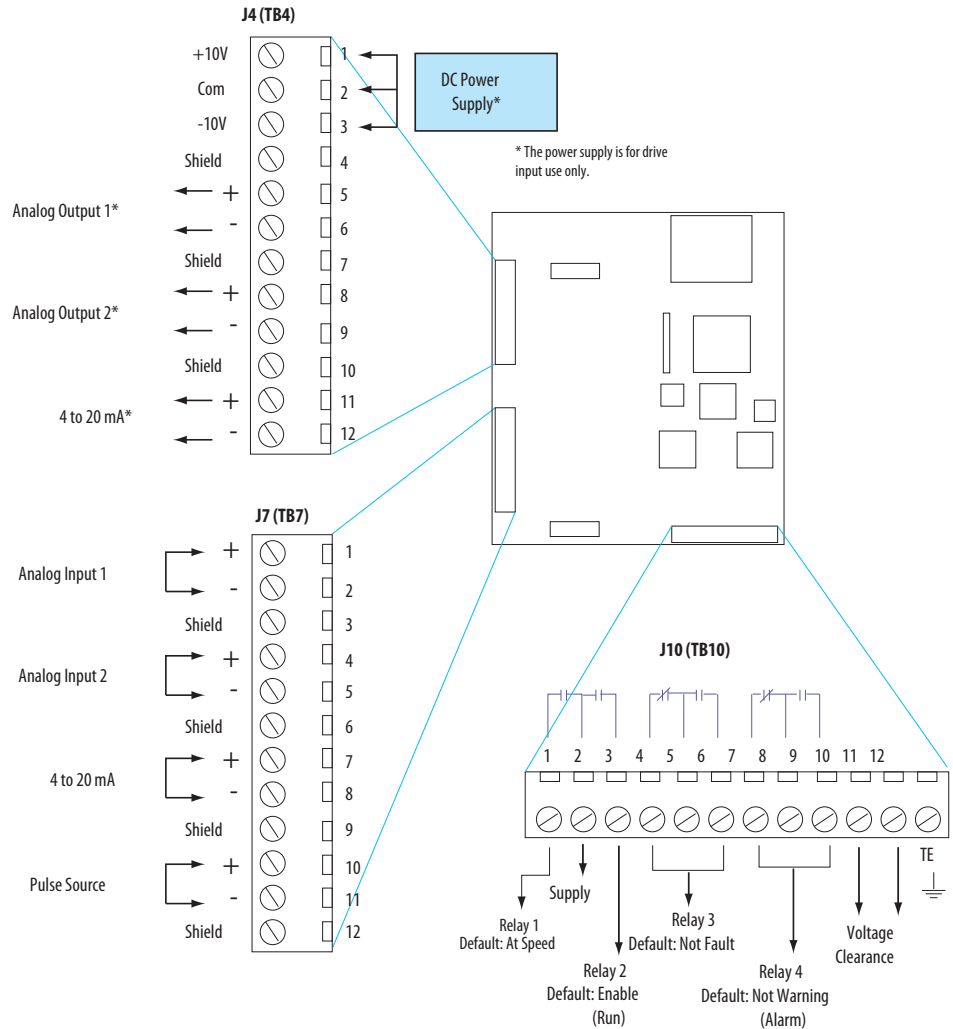 J4 (TB4)
+10V 1
Com 2
-10V 3
Shield 4
+ 5
Analog Output 1*
- 6
Shield 7
+ 8
Analog Output 2*
- 9
Shield 10
+ 11
4 to 20 mA*
- 12
DC Power
Supply*
* The power supply is for drive
input use only.
J7 (TB7)
+ 1
Analog Input 1
- 2
Shield 3
+ 4
Analog Input 2
- 5
Shield 6
+ 7
4 to 20 mA
- 8
Shield 9
+ 10
Pulse Source
- 11
Shield 12
J10 (TB10)
1 2 3 4 5 6 7 8 9 10 11 12
TE
Supply
Relay 1
Default: At Speed
Relay 2
Default: Enable
(Run)
Relay 3
Default: Not Fault
Relay 4
Default: Not Warning
(Alarm)
Voltage
Clearance